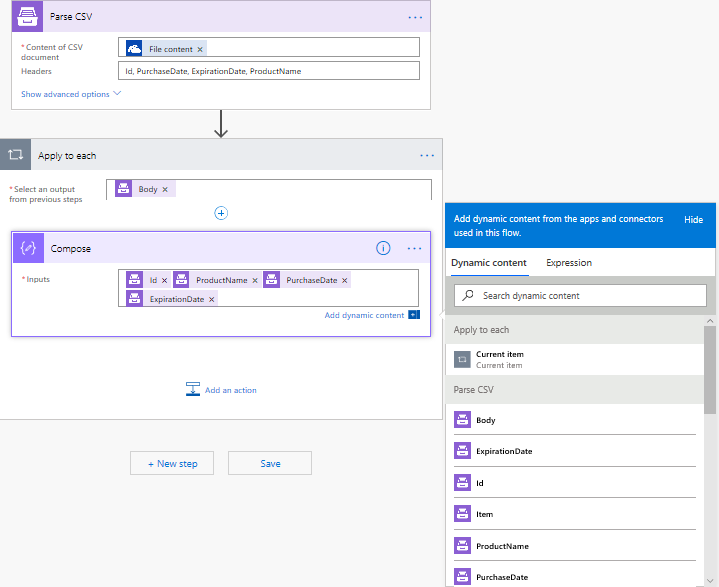 Parse CSV
*Content of CSV
document
File content ×
Headers
Id, PurchaseDate, ExpirationDate, ProductName
Show advanced options
Apply to each
*Select an output
from previous steps
Body ×
Compose
*Inputs
Id × ProductName × PurchaseDate ×
ExpirationDate ×
Add dynamic content
Add an action
+ New step
Save
Add dynamic content from the apps and connectors
used in this flow.
Hide
Dynamic content Expression
Search dynamic content
Apply to each
Current item
Current item
Parse CSV
Body
ExpirationDate
Id
Item
ProductName
PurchaseDate